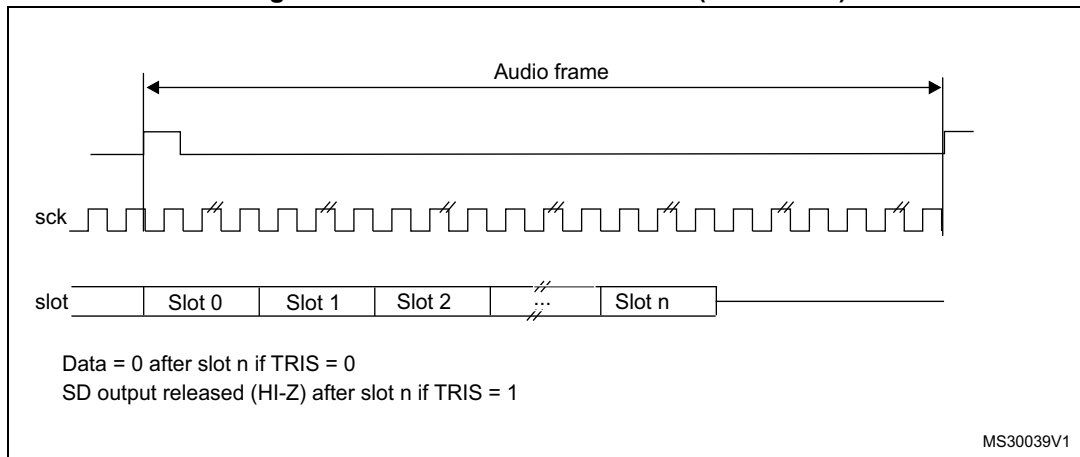 Audio frame
sck
slot Slot 0 Slot 1 Slot 2 ... Slot n
Data = 0 after slot n if TRIS = 0
SD output released (HI-Z) after slot n if TRIS = 1
MS30039V1